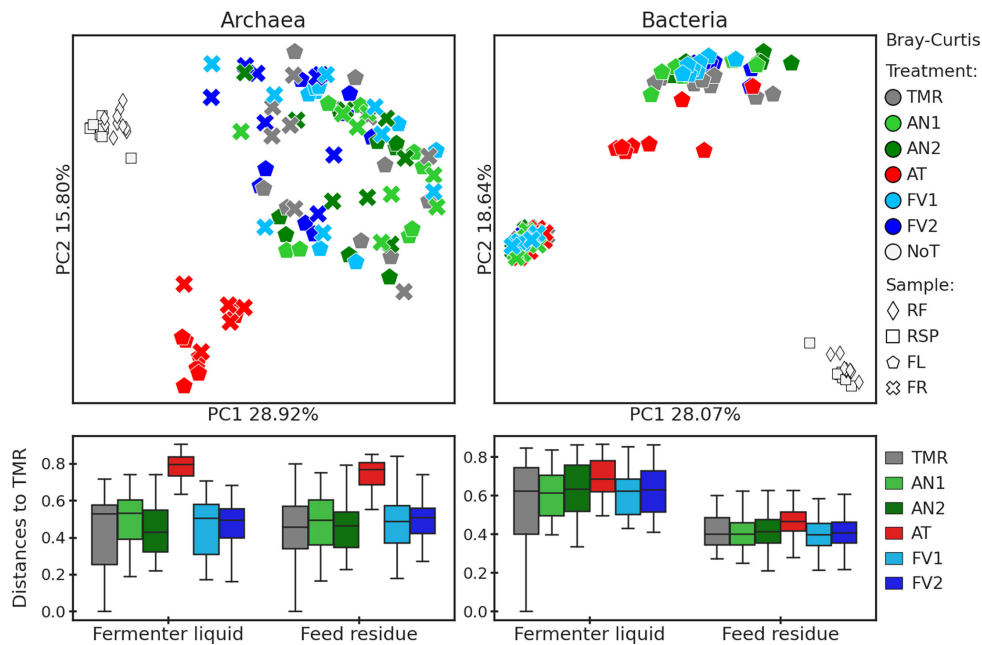 Archaea
Bacteria
Bray-Curtis
Treatment:
TMR
AN1
AN2
AT
FV1
FV2
NoT
Sample:
RF
RSP
FL
FR
PC2 15.80%
PC1 28.92%
PC2 18.64%
PC1 28.07%
Distances to TMR
0.8
0.6
0.4
0.2
0.0
Fermenter liquid
Feed residue
0.8
0.6
0.4
0.2
0.0
Fermenter liquid
Feed residue
TMR
AN1
AN2
AT
FV1
FV2